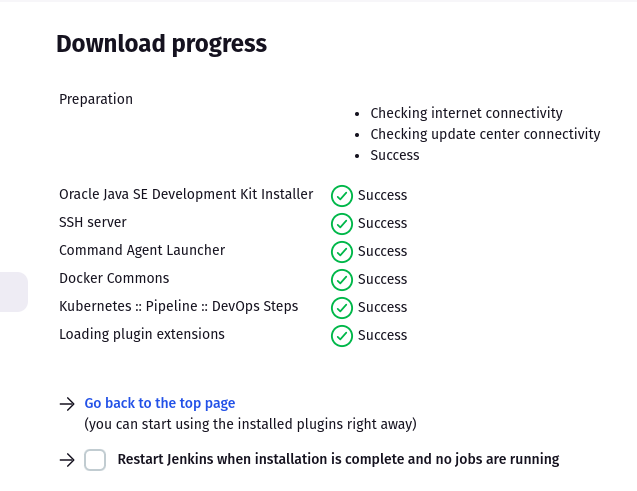 Download progress
Preparation
Checking internet connectivity
Checking update center connectivity
Success
Oracle Java SE Development Kit Installer Success
SSH server Success
Command Agent Launcher Success
Docker Commons Success
Kubernetes :: Pipeline :: DevOps Steps Success
Loading plugin extensions Success
Go back to the top page
(you can start using the installed plugins right away)
Restart Jenkins when installation is complete and no jobs are running